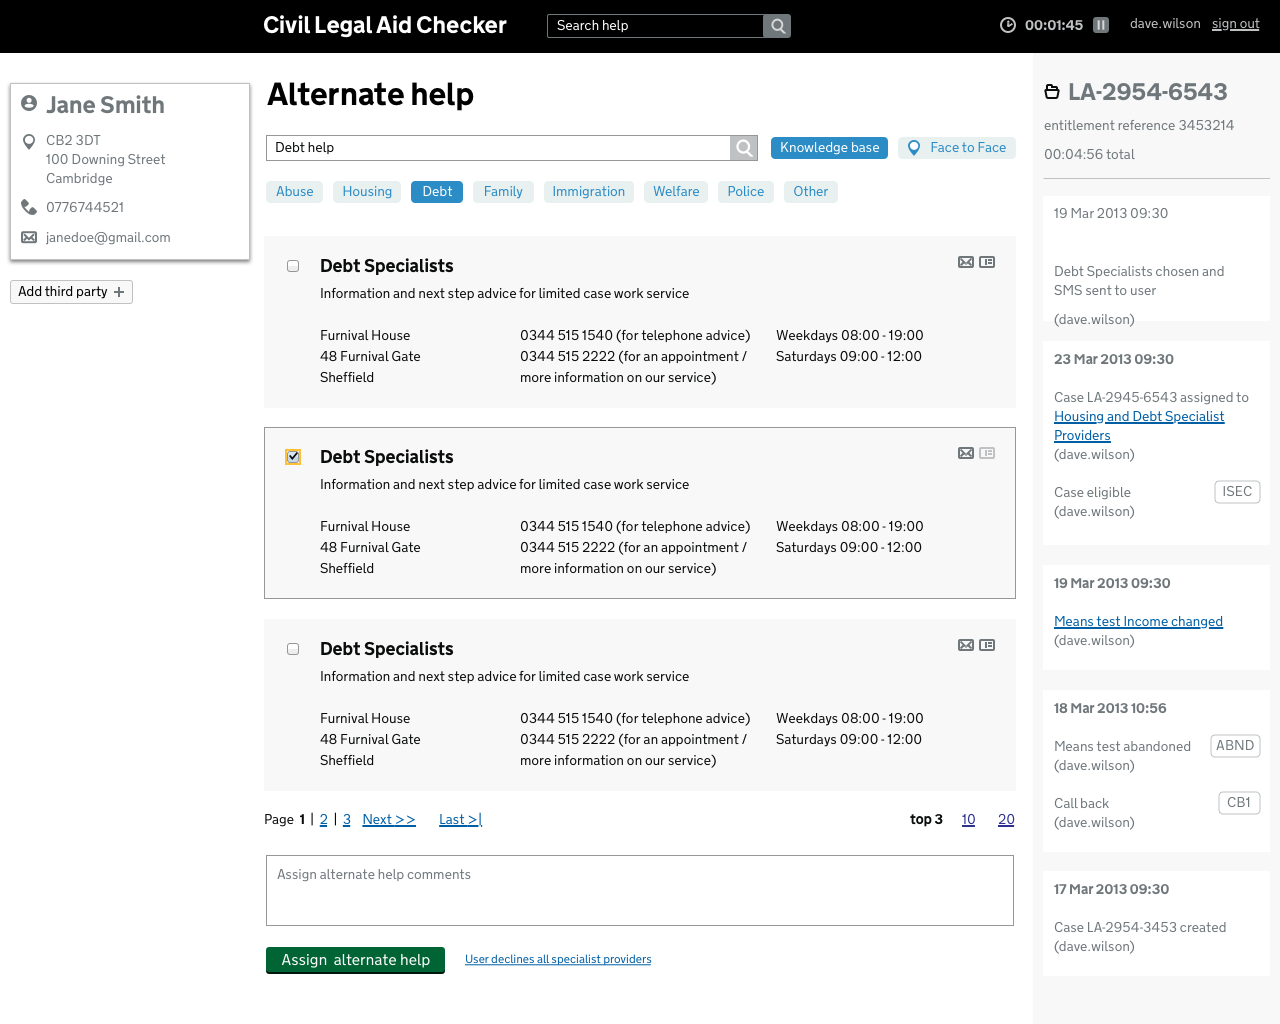 Civil Legal Aid Checker
Search help
00:01:45
dave.wilson
sign out
Jane Smith
CB2 3DT
100 Downing Street
Cambridge
0776744521
janedoe@gmail.com
Add third party
Alternate help
Debt help
Knowledge base
Face to Face
Abuse
Housing
Debt
Family
Immigration
Welfare
Police
Other
Debt Specialists
Information and next step advice for limited case work service
Furnival House
48 Furnival Gate
Sheffield
0344 515 1540 (for telephone advice)
0344 515 2222 (for an appointment /
more information on our service)
Weekdays 08:00 - 19:00
Saturdays 09:00 - 12:00
Debt Specialists
Information and next step advice for limited case work service
Furnival House
48 Furnival Gate
Sheffield
0344 515 1540 (for telephone advice)
0344 515 2222 (for an appointment /
more information on our service)
Weekdays 08:00 - 19:00
Saturdays 09:00 - 12:00
Debt Specialists
Information and next step advice for limited case work service
Furnival House
48 Furnival Gate
Sheffield
0344 515 1540 (for telephone advice)
0344 515 2222 (for an appointment /
more information on our service)
Weekdays 08:00 - 19:00
Saturdays 09:00 - 12:00
Page 1 | 2 | 3 Next >> Last >|
top 3 10 20
Assign alternate help comments
Assign alternate help
User declines all specialist providers
LA-2954-6543
entitlement reference 3453214
00:04:56 total
19 Mar 2013 09:30
Debt Specialists chosen and
SMS sent to user
(dave.wilson)
23 Mar 2013 09:30
Case LA-2945-6543 assigned to
Housing and Debt Specialist
Providers
(dave.wilson)
Case eligible
ISEC
(dave.wilson)
19 Mar 2013 09:30
Means test Income changed
(dave.wilson)
18 Mar 2013 10:56
Means test abandoned
ABND
(dave.wilson)
Call back
CB1
(dave.wilson)
17 Mar 2013 09:30
Case LA-2954-3453 created
(dave.wilson)